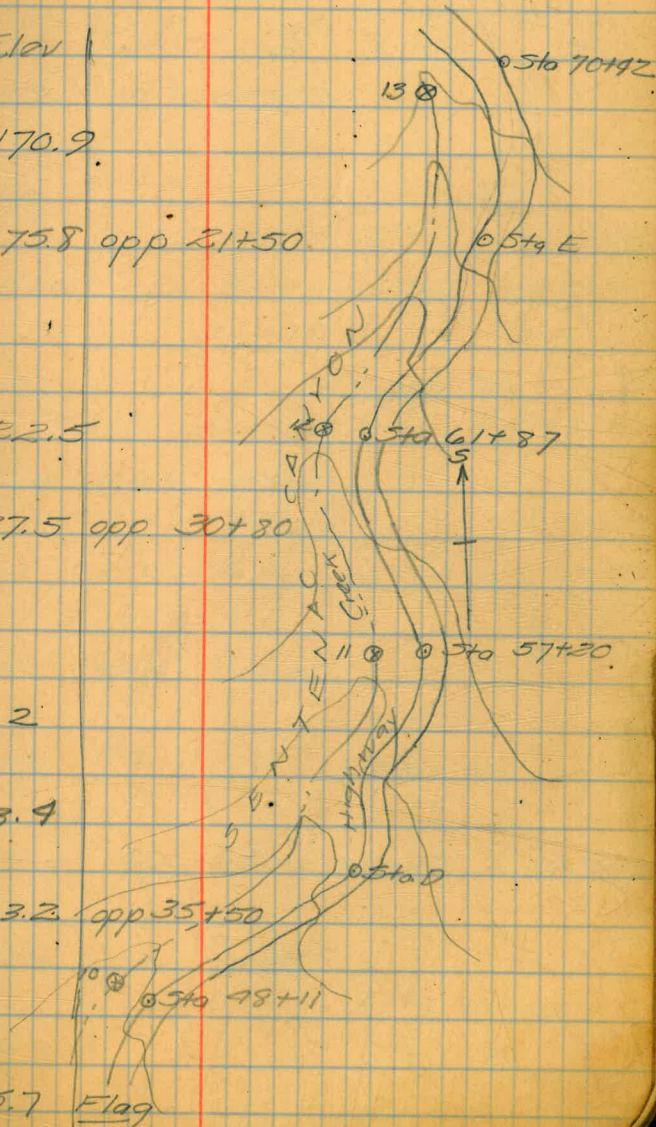 Elev
Sta 70+92
13
170.9
75.8 opp 21+50
Sta E
2.5
12
Sta 61+87
S
7.5 opp 30+80
Creek
11
Sta 57+20
2
Highway
SENTENAC CANYON
3.4
Sta D
3.2 opp 35+50
10
Sta 48+11
5.7 Flag